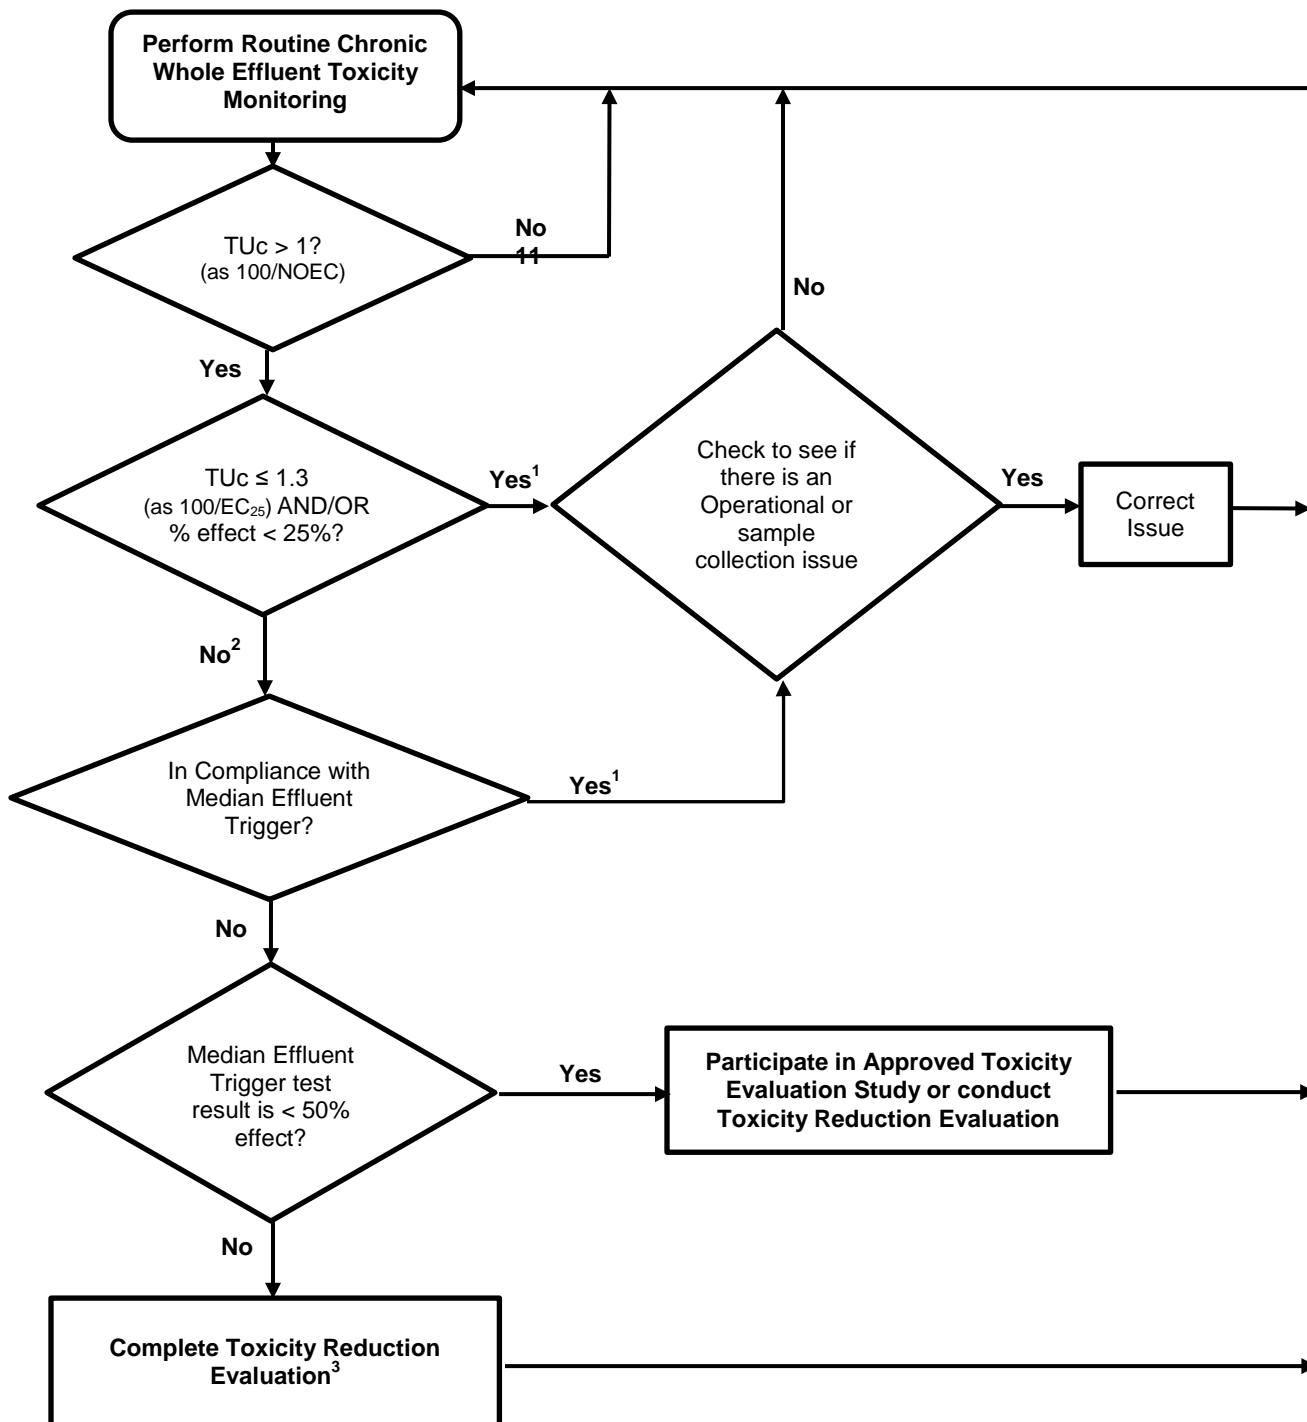 Perform Routine Chronic
Whole Effluent Toxicity
Monitoring
TUc > 1?
(as 100/NOEC)
No
11
Yes
TUc ≤ 1.3
(as 100/EC₂₅) AND/OR
% effect < 25%?
Yes¹
Check to see if
there is an
Operational or
sample
collection issue
No
Yes
Correct
Issue
No²
In Compliance with
Median Effluent
Trigger?
Yes¹
No
Median Effluent
Trigger test
result is < 50%
effect?
Yes
Participate in Approved Toxicity
Evaluation Study or conduct
Toxicity Reduction Evaluation
No
Complete Toxicity Reduction
Evaluation³